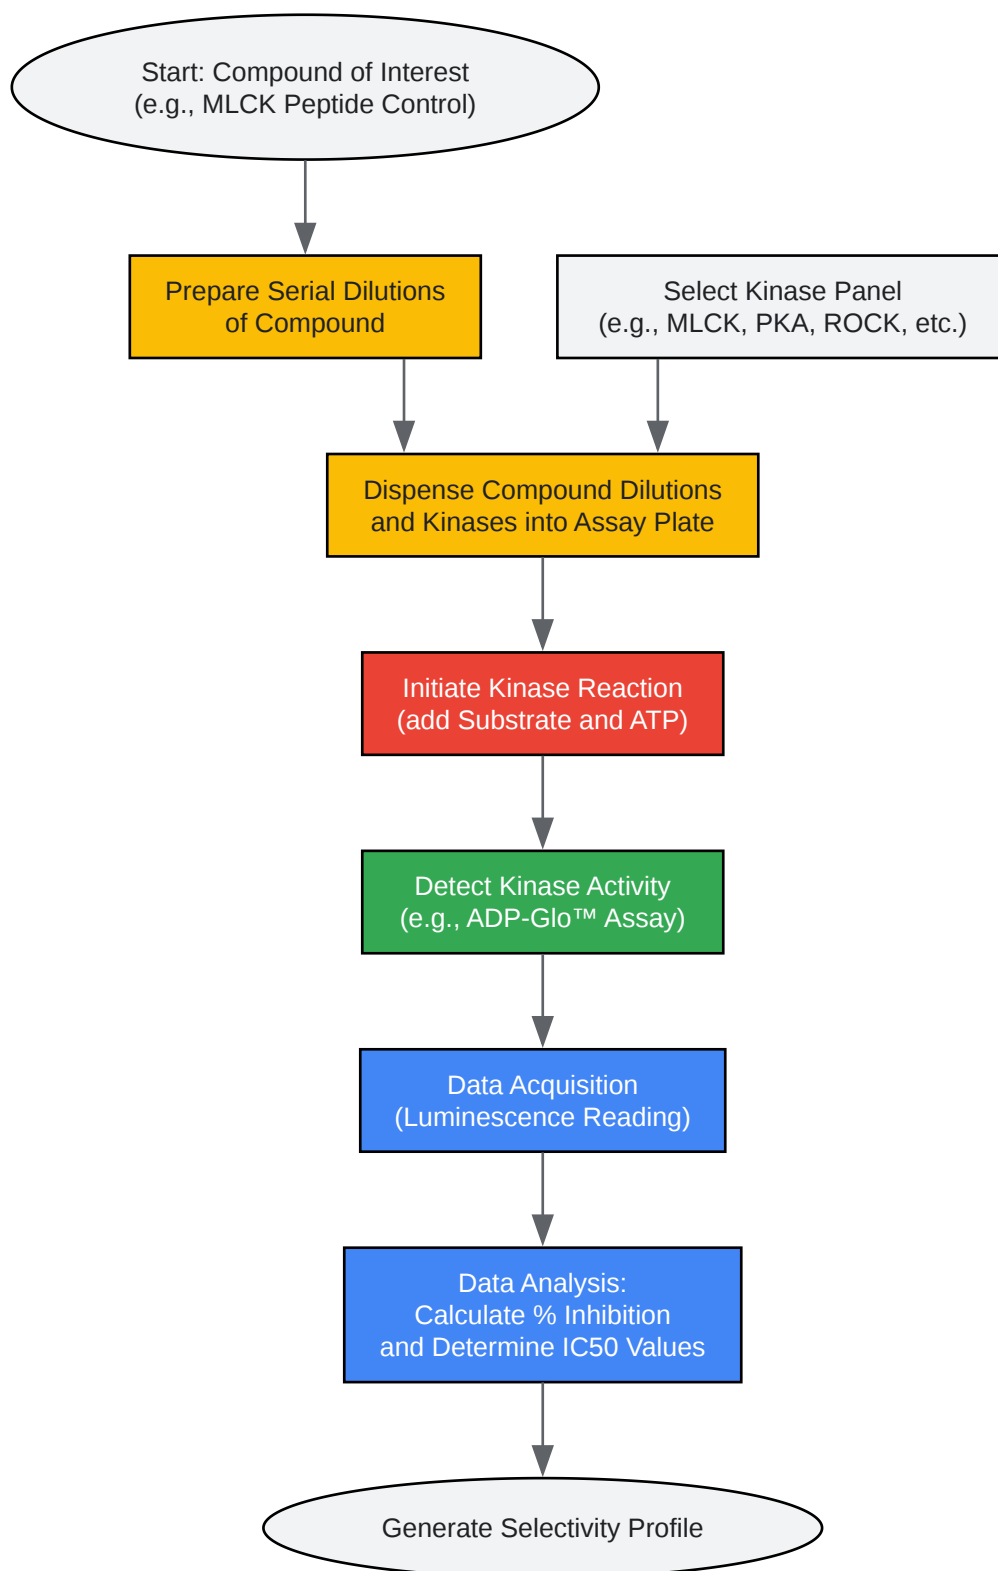 Start: Compound of Interest
(e.g., MLCK Peptide Control)
Prepare Serial Dilutions
of Compound
Select Kinase Panel
(e.g., MLCK, PKA, ROCK, etc.)
Dispense Compound Dilutions
and Kinases into Assay Plate
Initiate Kinase Reaction
(add Substrate and ATP)
Detect Kinase Activity
(e.g., ADP-Glo™ Assay)
Data Acquisition
(Luminescence Reading)
Data Analysis:
Calculate % Inhibition
and Determine IC50 Values
Generate Selectivity Profile